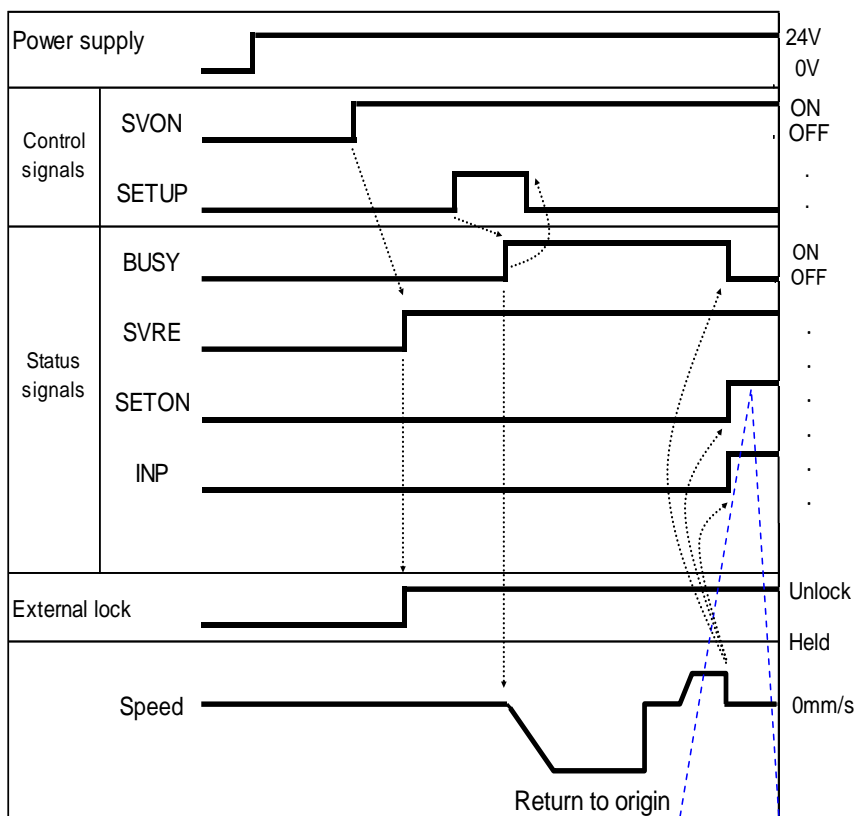 Power supply
24V
0V
Control
signals
SVON
ON
OFF
SETUP
Status
signals
BUSY
ON
OFF
SVRE
SETON
INP
External lock
Unlock
Held
Speed
0mm/s
Return to origin